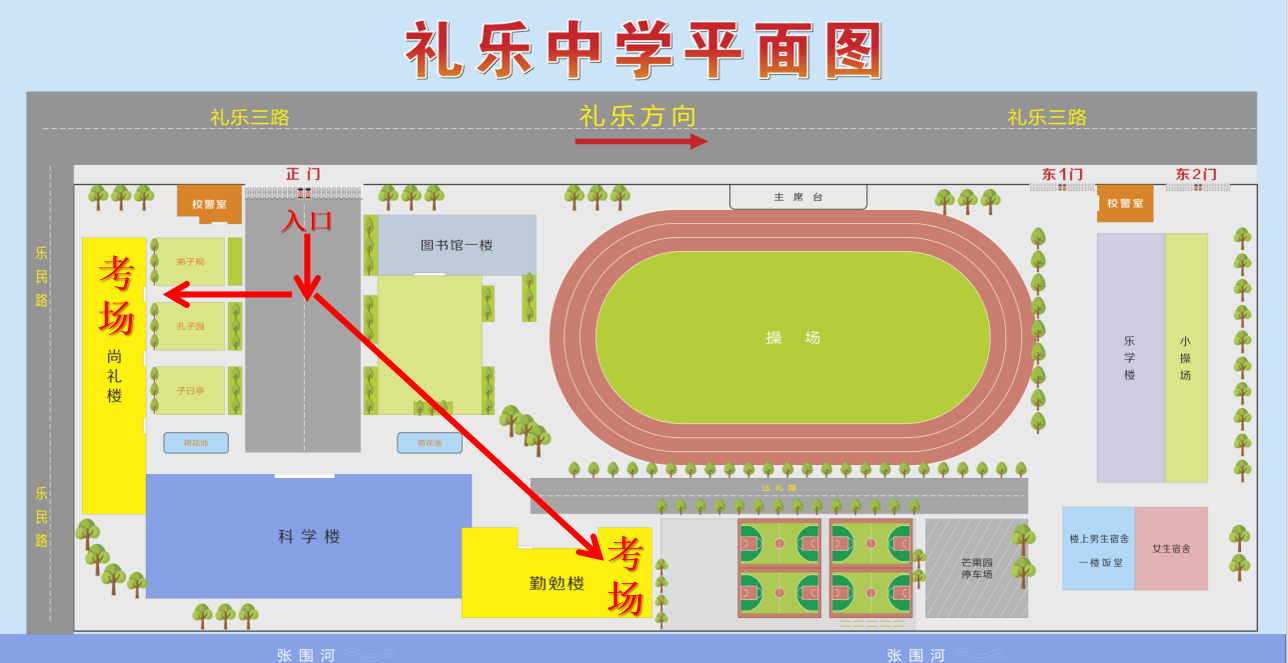 礼乐中学平面图
礼乐三路
礼乐方向
礼乐三路
正门
东1门
东2门
校警室
入口
主席台
校警室
图书馆一楼
乐民路
考场
尚礼楼
弟子规
孔子园
子曰亭
荷花池
荷花池
操场
乐学楼
小操场
达礼路
乐民路
科学楼
勤勉楼
考场
芒果园
停车场
楼上男生宿舍
一楼饭堂
女生宿舍
张围河
张围河